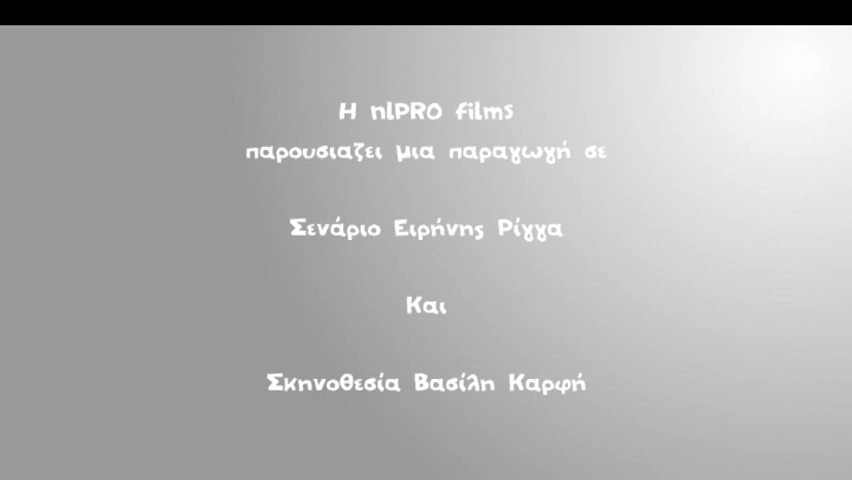 Η nlPRO films
παρουσιαζει μια παραγωγή σε
Σενάριο Ειρήνης Ρίγγα
Και
Σκηνοθεσία Βασίλη Καρφή